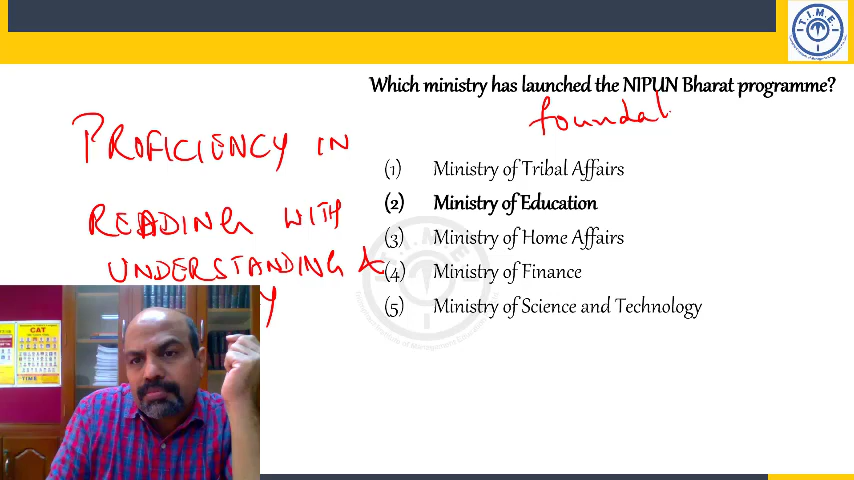 T.I.M.E.
Which ministry has launched the NIPUN Bharat programme?
foundat
PROFICIENCY IN
READING WITH
UNDERSTANDING &
Y
(1) Ministry of Tribal Affairs
(2) Ministry of Education
(3) Ministry of Home Affairs
(4) Ministry of Finance
(5) Ministry of Science and Technology
CAT
TIME